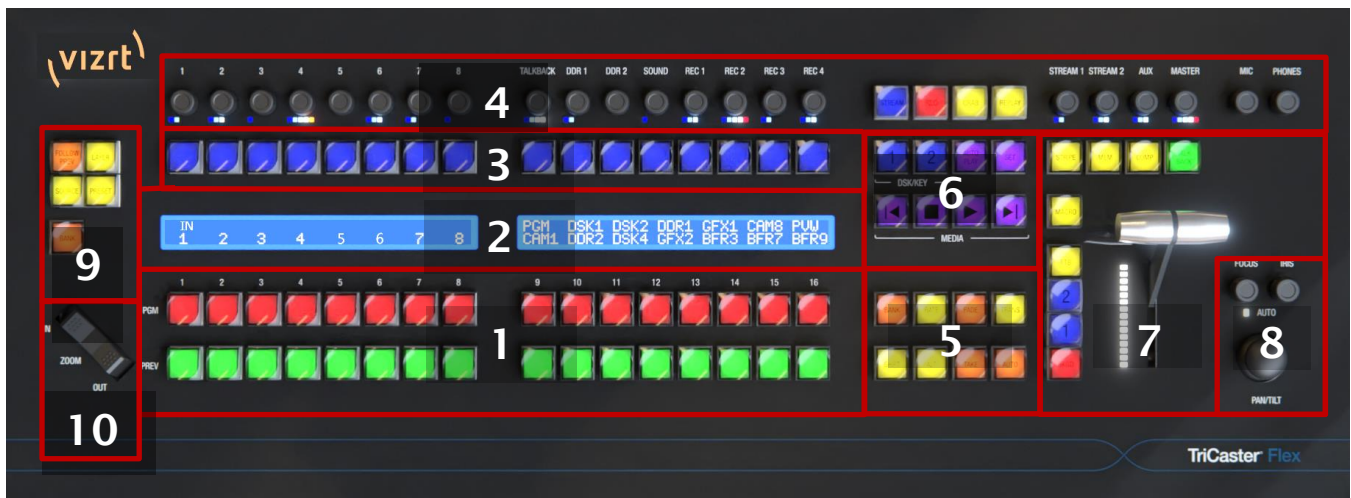 vizrt
1 2 3 4 5 6 7 8 TALKBACK DDR 1 DDR 2 SOUND REC 1 REC 2 REC 3 REC 4 STREAM 1 STREAM 2 AUX MASTER MIC PHONES
4
3
DSK/KEY
6
MEDIA
IN
1 2 3 4 5 6 7 8
2
PGM DSK1 DSK2 DDR1 GFX1 CAM8 PVW
CAM1 DDR2 DSK4 GFX2 BFR3 BFR7 BFR9
9
1 2 3 4 5 6 7 8 9 10 11 12 13 14 15 16
PGM
PREV
1
5
2
1
7
FOCUS IRIS
AUTO
8
PAN/TILT
ZOOM
OUT
10
TriCaster Flex